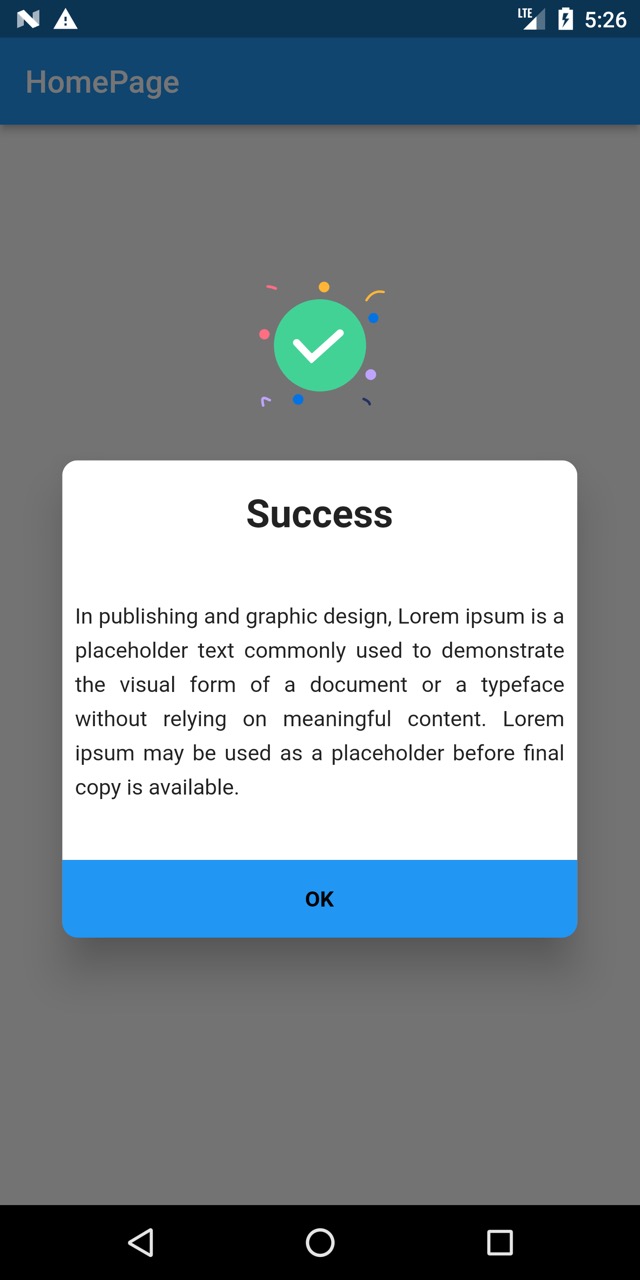 LTE 5:26
HomePage
Success
In publishing and graphic design, Lorem ipsum is a
placeholder text commonly used to demonstrate
the visual form of a document or a typeface
without relying on meaningful content. Lorem
ipsum may be used as a placeholder before final
copy is available.
OK